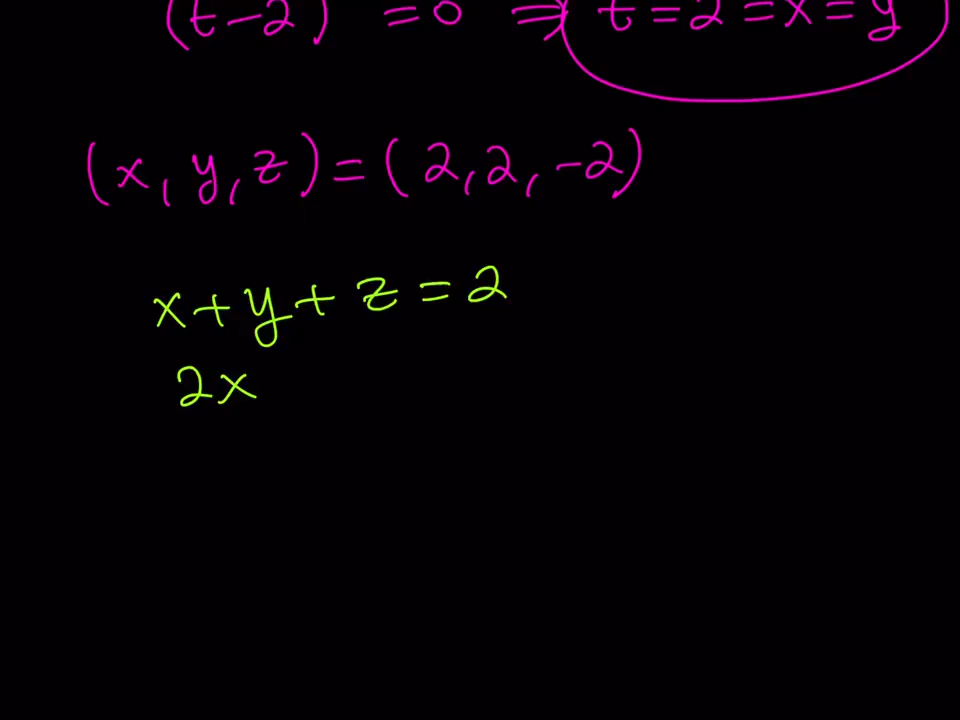 (t-2) = 0 ⇒ t = 2 = x = y
(x, y, z) = (2, 2, -2)
x + y + z = 2
2x